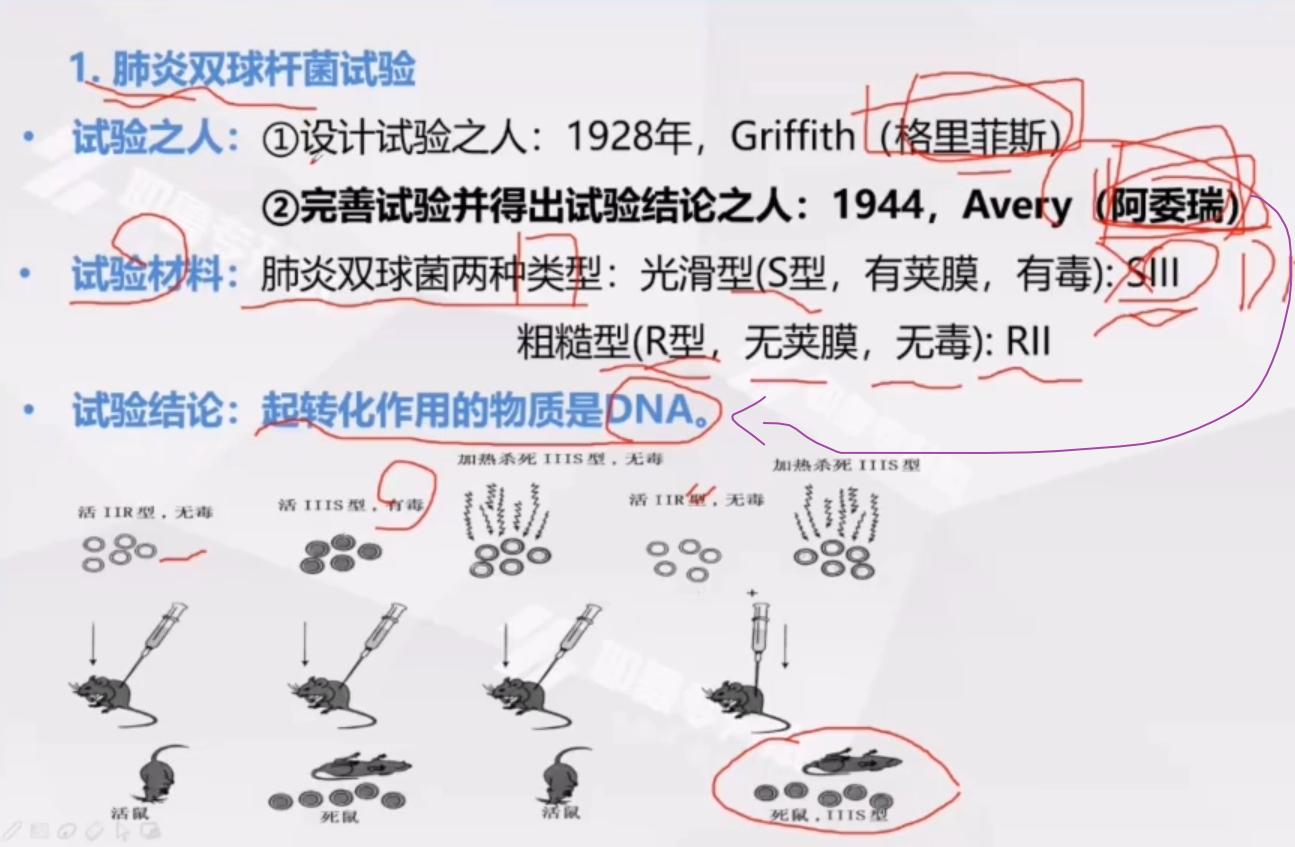 1. 肺炎双球杆菌试验
• 试验之人：①设计试验之人：1928年，Griffith（格里菲斯）
②完善试验并得出试验结论之人：1944，Avery（阿委瑞）
• 试验材料：肺炎双球菌两种类型：光滑型(S型，有荚膜，有毒): SIII
粗糙型(R型，无荚膜，无毒): RII
• 试验结论：起转化作用的物质是DNA。
加热杀死 IIIS 型，无毒
加热杀死 IIIS 型
活 IIR 型，无毒
活 IIIS 型，有毒
活 IIR 型，无毒
+
活鼠
死鼠
活鼠
死鼠，IIIS 型